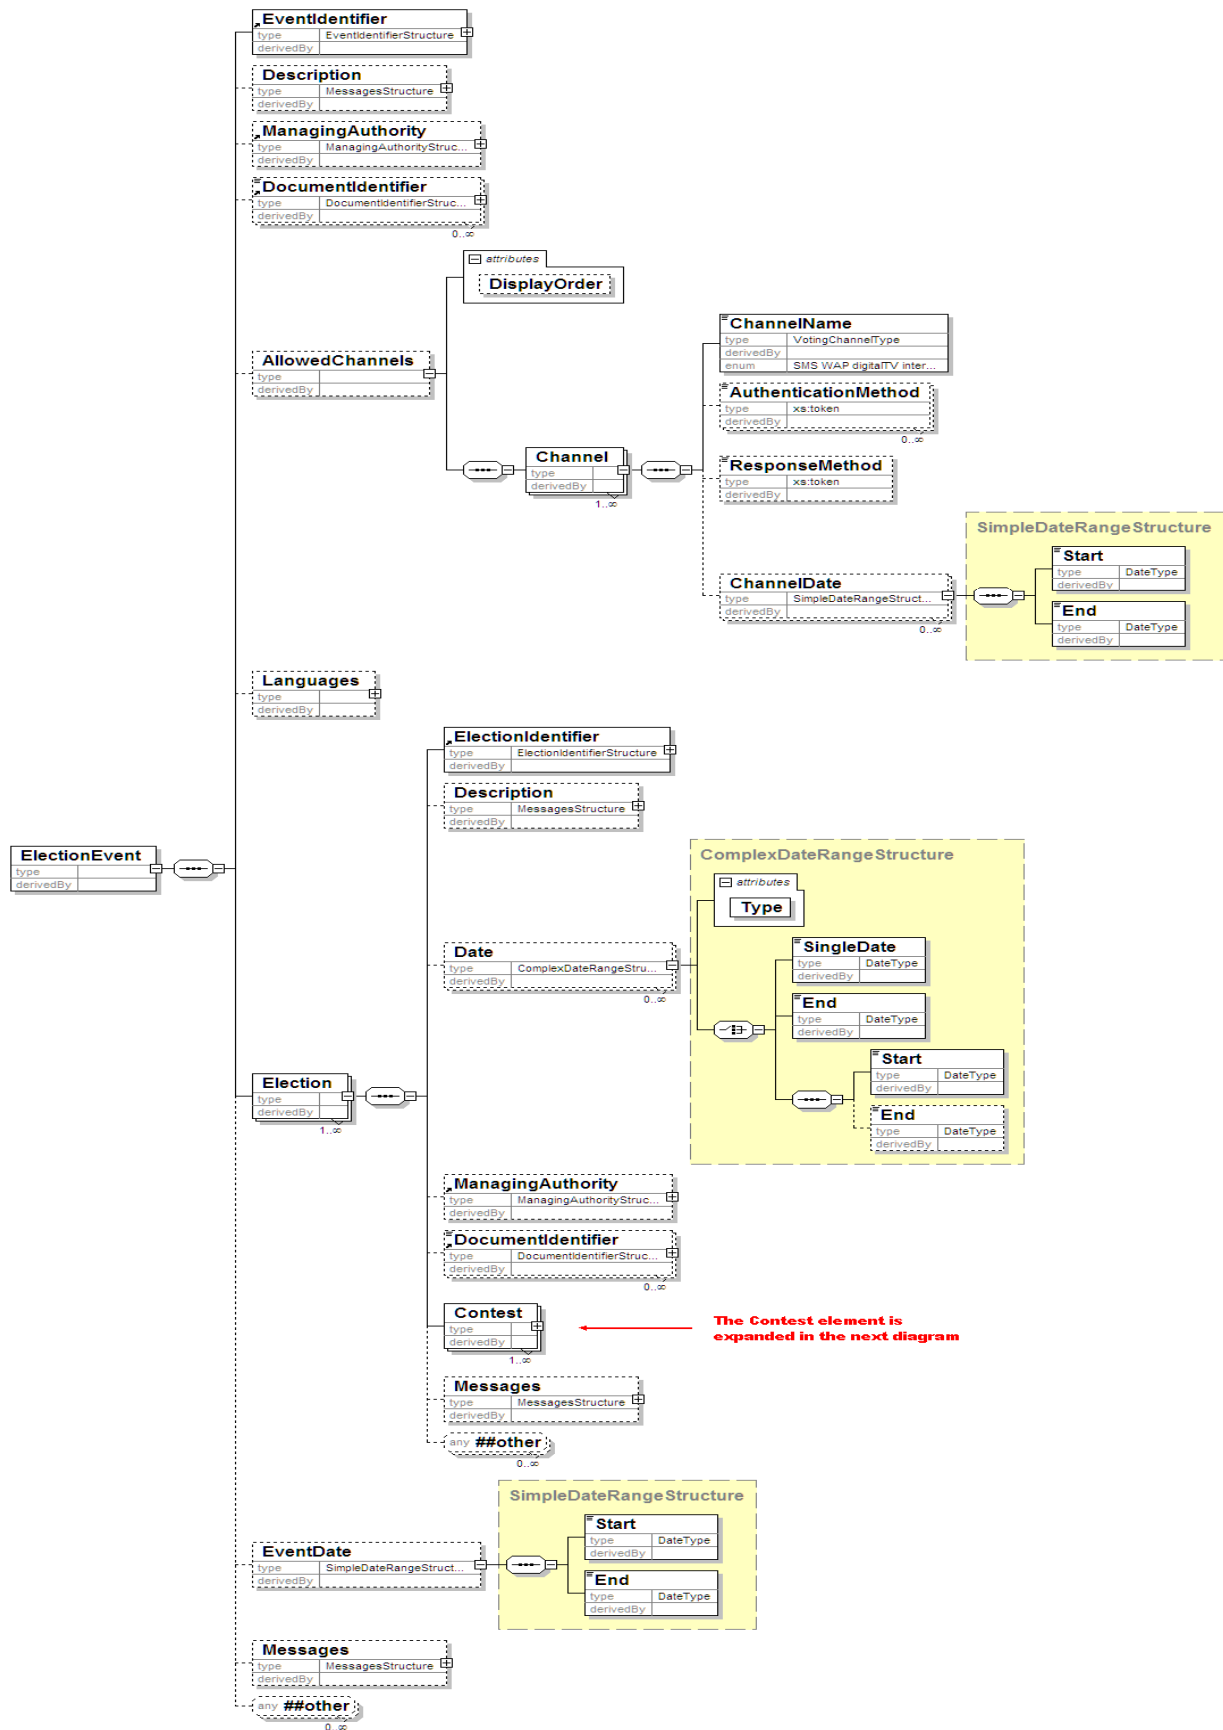 EventIdentifier
type EventIdentifierStructure
derivedBy
Description
type MessagesStructure
derivedBy
ManagingAuthority
type ManagingAuthorityStruc...
derivedBy
DocumentIdentifier
type DocumentIdentifierStruc...
derivedBy
0..∞
attributes
DisplayOrder
AllowedChannels
type
derivedBy
Channel
type
derivedBy
1..∞
ChannelName
type VotingChannelType
derivedBy
enum SMS WAP digitalTV inter...
AuthenticationMethod
type xs:token
derivedBy
0..∞
ResponseMethod
type xs:token
derivedBy
ChannelDate
type SimpleDateRangeStruct...
derivedBy
0..∞
SimpleDateRangeStructure
Start
type DateType
derivedBy
End
type DateType
derivedBy
Languages
type
derivedBy
ElectionEvent
type
derivedBy
ElectionIdentifier
type ElectionIdentifierStructure
derivedBy
Description
type MessagesStructure
derivedBy
Date
type ComplexDateRangeStru...
derivedBy
0..∞
ComplexDateRangeStructure
attributes
Type
SingleDate
type DateType
derivedBy
End
type DateType
derivedBy
Start
type DateType
derivedBy
End
type DateType
derivedBy
Election
type
derivedBy
1..∞
ManagingAuthority
type ManagingAuthorityStruc...
derivedBy
DocumentIdentifier
type DocumentIdentifierStruc...
derivedBy
0..∞
Contest
type
derivedBy
1..∞
The Contest element is
expanded in the next diagram
Messages
type MessagesStructure
derivedBy
any ##other
0..∞
EventDate
type SimpleDateRangeStruct...
derivedBy
SimpleDateRangeStructure
Start
type DateType
derivedBy
End
type DateType
derivedBy
Messages
type MessagesStructure
derivedBy
any ##other
0..∞